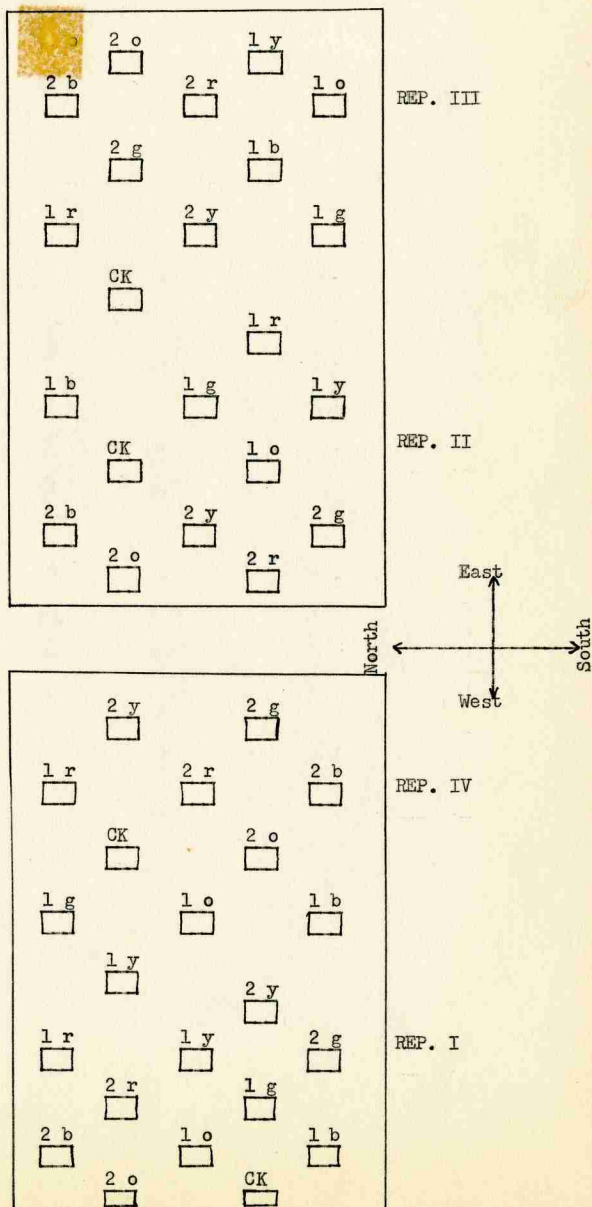 2 o 1 y
2 b 2 r 1 o REP. III
2 g 1 b
1 r 2 y 1 g
CK
1 r
1 b 1 g 1 y
CK 1 o REP. II
2 b 2 y 2 g
2 o 2 r
East
North South
West
2 y 2 g
1 r 2 r 2 b REP. IV
CK 2 o
1 g 1 o 1 b
1 y
2 y
1 r 1 y 2 g REP. I
2 r 1 g
2 b 1 o 1 b
2 o CK